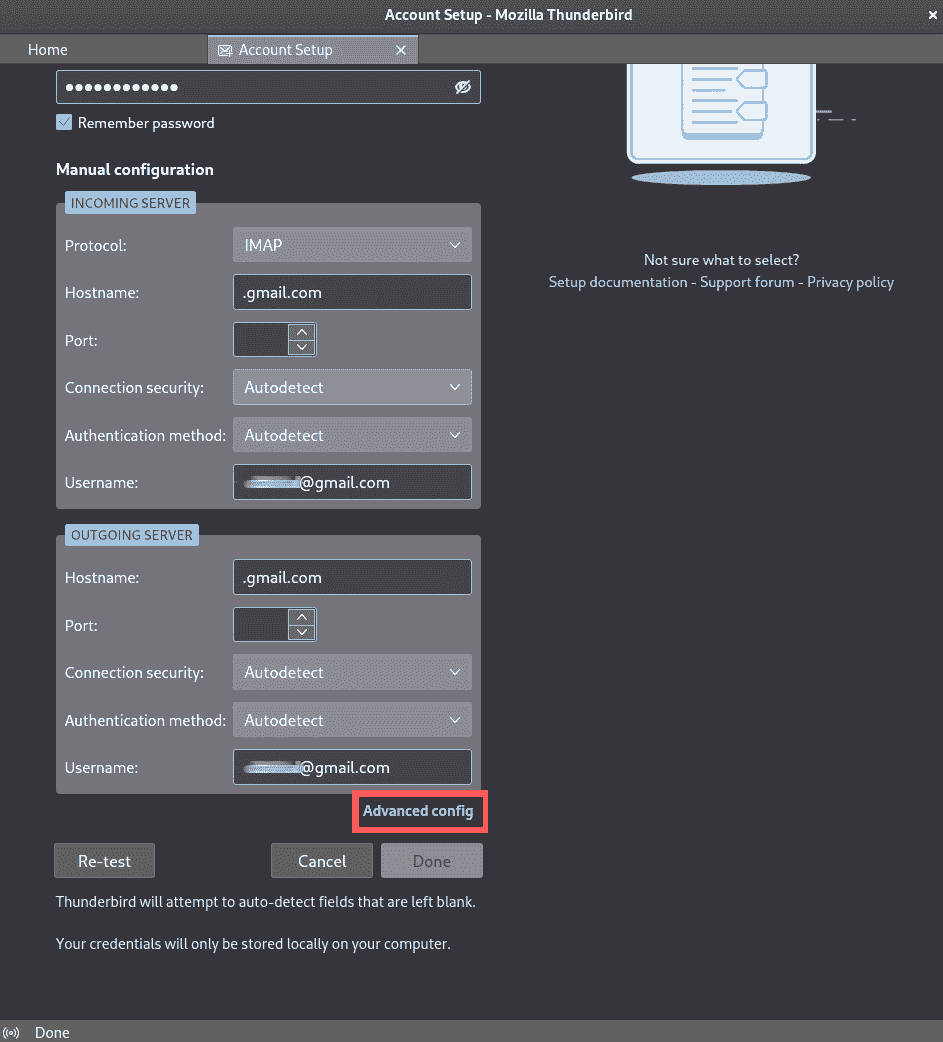 Account Setup - Mozilla Thunderbird
Home
Account Setup
Remember password
Manual configuration
INCOMING SERVER
Protocol: IMAP
Hostname: .gmail.com
Port:
Connection security: Autodetect
Authentication method: Autodetect
Username: @gmail.com
OUTGOING SERVER
Hostname: .gmail.com
Port:
Connection security: Autodetect
Authentication method: Autodetect
Username: @gmail.com
Advanced config
Re-test Cancel Done
Thunderbird will attempt to auto-detect fields that are left blank.
Your credentials will only be stored locally on your computer.
Not sure what to select?
Setup documentation - Support forum - Privacy policy
Done